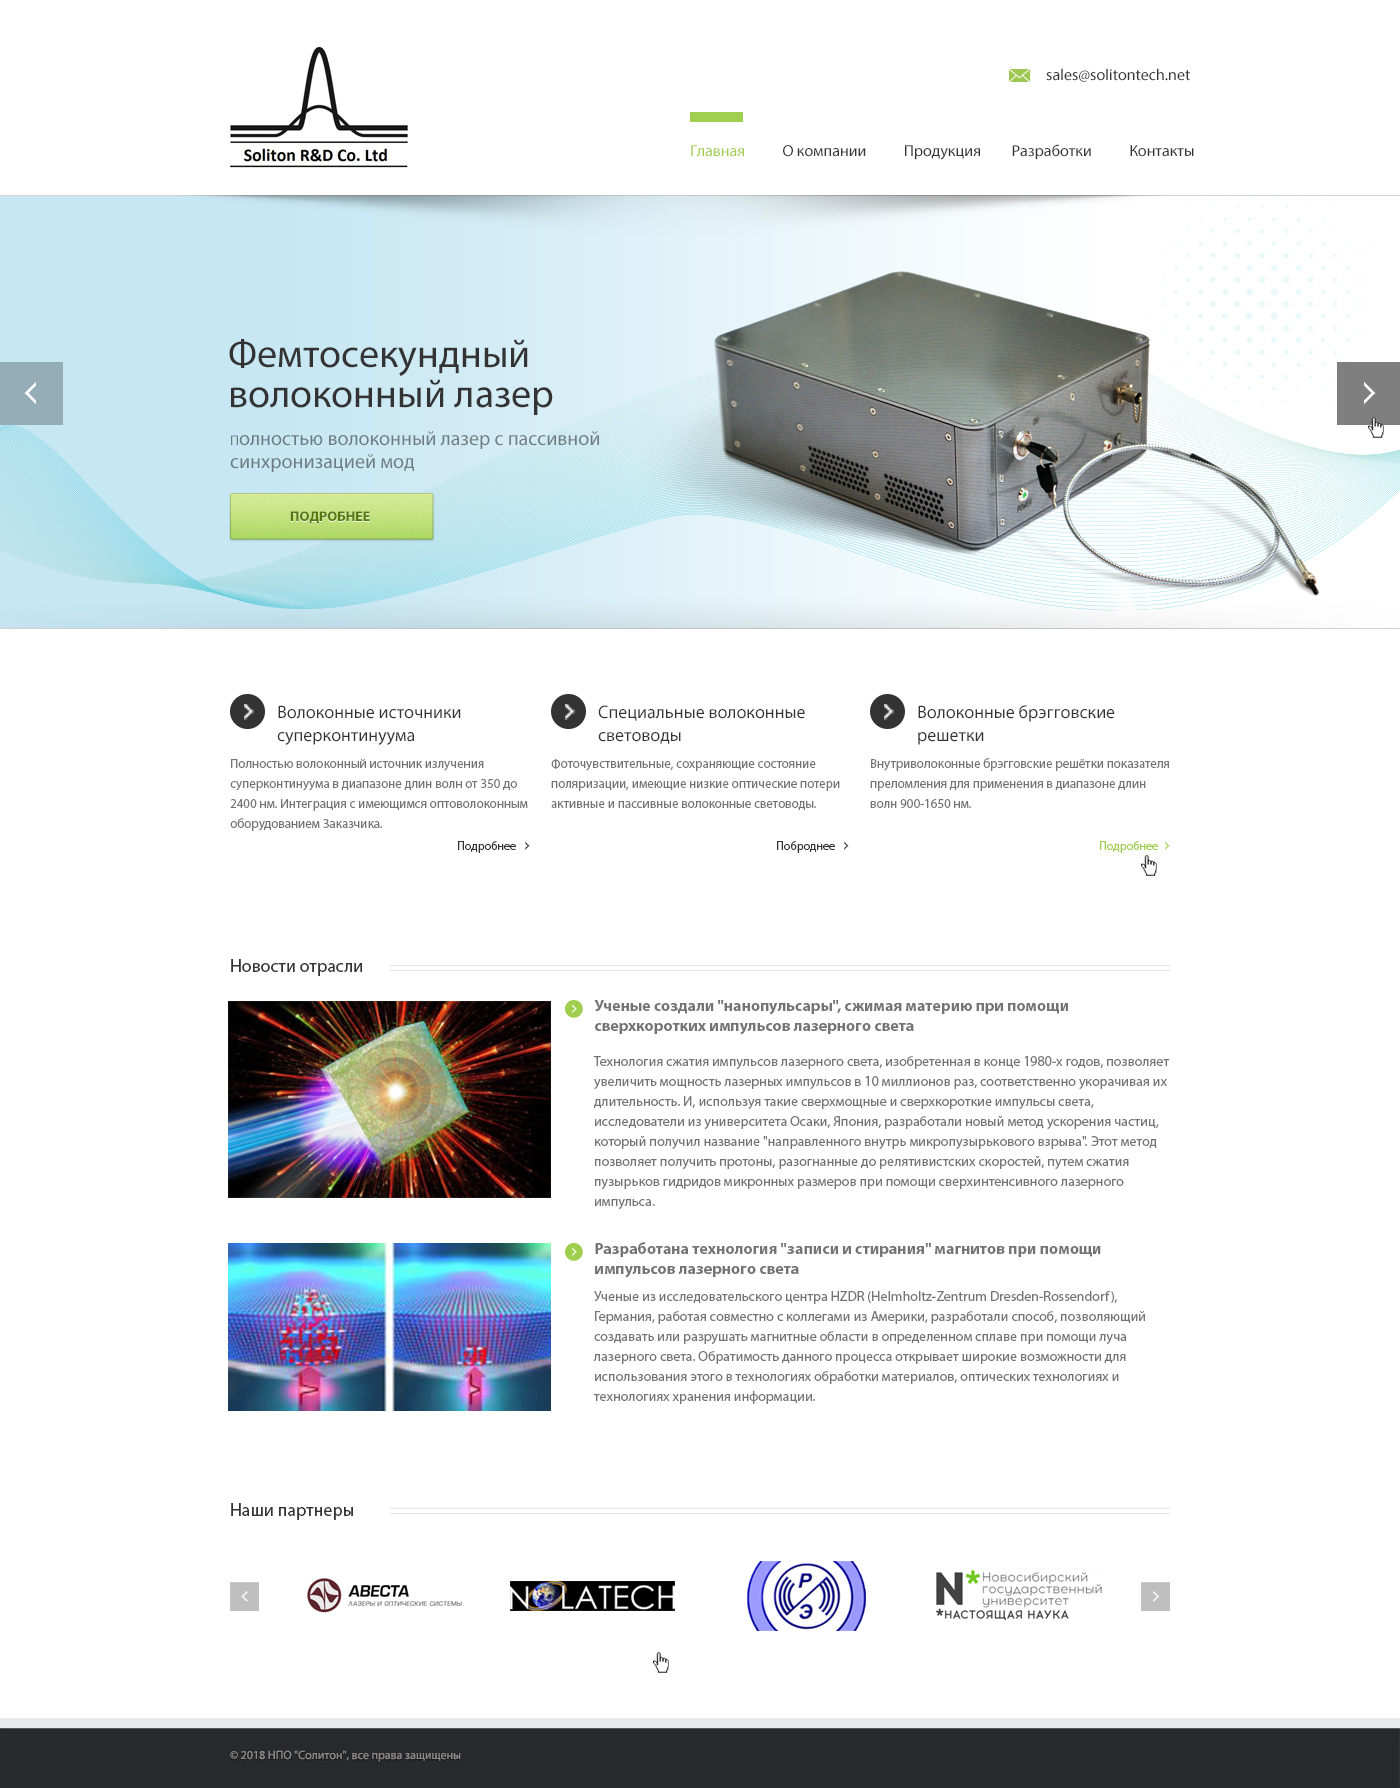 Soliton R&D Co. Ltd
sales@solitontech.net
Главная
О компании
Продукция
Разработки
Контакты
Фемтосекундный
волоконный лазер
полностью волоконный лазер с пассивной
синхронизацией мод
ПОДРОБНЕЕ
Волоконные источники
суперконтинуума
Полностью волоконный источник излучения
суперконтинуума в диапазоне длин волн от 350 до
2400 нм. Интеграция с имеющимся оптоволоконным
оборудованием Заказчика.
Подробнее
Специальные волоконные
световоды
Фоточувствительные, сохраняющие состояние
поляризации, имеющие низкие оптические потери
активные и пассивные волоконные световоды.
Поброднее
Волоконные брэгговские
решетки
Внутриволоконные брэгговские решётки показателя
преломления для применения в диапазоне длин
волн 900-1650 нм.
Подробнее
Новости отрасли
Ученые создали "нанопульсары", сжимая материю при помощи
сверхкоротких импульсов лазерного света
Технология сжатия импульсов лазерного света, изобретенная в конце 1980-х годов, позволяет
увеличить мощность лазерных импульсов в 10 миллионов раз, соответственно укорачивая их
длительность. И, используя такие сверхмощные и сверхкороткие импульсы света,
исследователи из университета Осаки, Япония, разработали новый метод ускорения частиц,
который получил название "направленного внутрь микропузырькового взрыва". Этот метод
позволяет получить протоны, разогнанные до релятивистских скоростей, путем сжатия
пузырьков гидридов микронных размеров при помощи сверхинтенсивного лазерного
импульса.
Разработана технология "записи и стирания" магнитов при помощи
импульсов лазерного света
Ученые из исследовательского центра HZDR (Helmholtz-Zentrum Dresden-Rossendorf),
Германия, работая совместно с коллегами из Америки, разработали способ, позволяющий
создавать или разрушать магнитные области в определенном сплаве при помощи луча
лазерного света. Обратимость данного процесса открывает широкие возможности для
использования этого в технологиях обработки материалов, оптических технологиях и
технологиях хранения информации.
Наши партнеры
АВЕСТА
ЛАЗЕРЫ И ОПТИЧЕСКИЕ СИСТЕМЫ
NOLATECH
Р
Э
N*
Новосибирский
государственный
университет
*НАСТОЯЩАЯ НАУКА
© 2018 НПО "Солитон", все права защищены